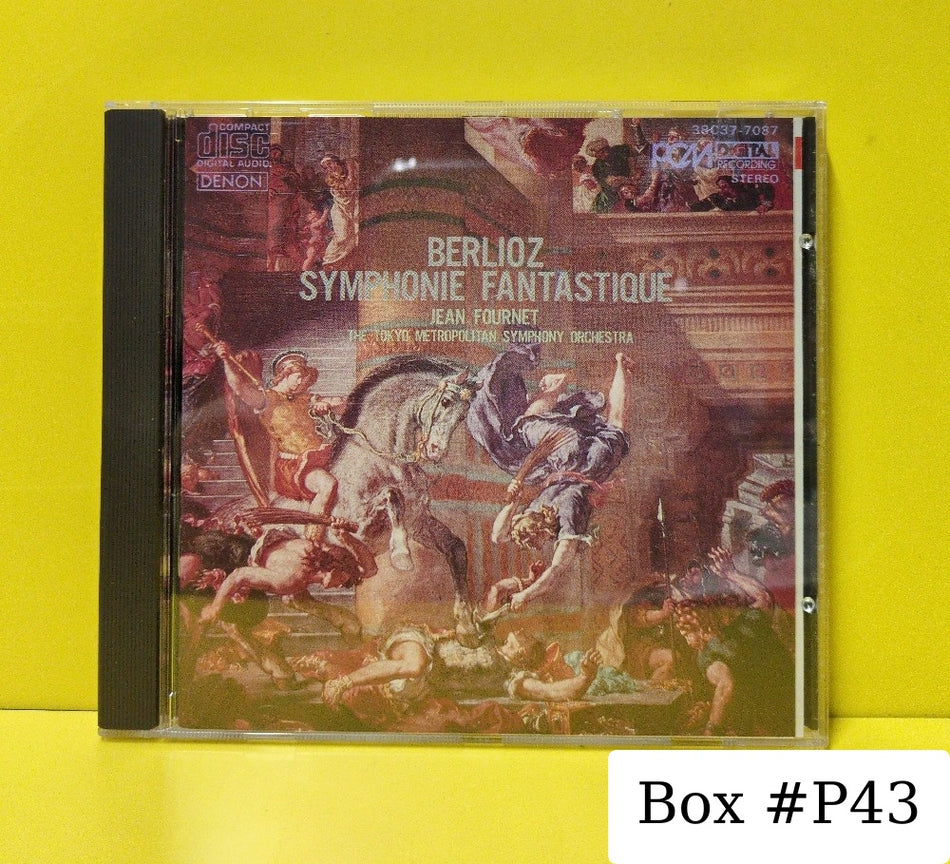 COMPACT
disc
DIGITAL AUDIO
DENON
38C37-7087
PCM DIGITAL
RECORDING
STEREO
BERLIOZ
SYMPHONIE FANTASTIQUE
JEAN FOURNET
THE TOKYO METROPOLITAN SYMPHONY ORCHESTRA
Box #P43